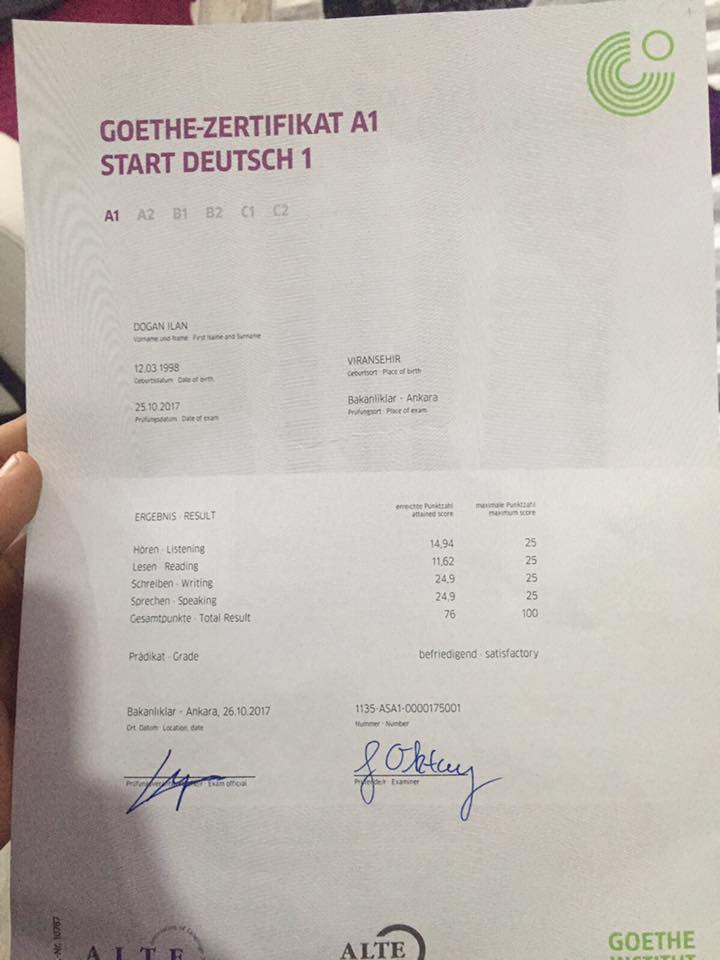 GOETHE-ZERTIFIKAT A1
START DEUTSCH 1
A1 A2 B1 B2 C1 C2
DOGAN ILAN
Vorname und Name · First name and Surname
12.03.1998
Geburtsdatum · Date of birth
VIRANSEHIR
Geburtsort · Place of birth
25.10.2017
Prüfungsdatum · Date of exam
Bakanliklar - Ankara
Prüfungsort · Place of exam
ERGEBNIS · RESULT
erreichte Punktzahl
attained score
maximale Punktzahl
maximum score
Hören · Listening 14,94 25
Lesen · Reading 11,62 25
Schreiben · Writing 24,9 25
Sprechen · Speaking 24,9 25
Gesamtpunkte · Total Result 76 100
Prädikat · Grade befriedigend · satisfactory
Bakanlıklar - Ankara, 26.10.2017
Ort, Datum · Location, date
1135-ASA1-0000175001
Nummer · Number
Oktay
Exam official
Prüfende/r · Examiner
-Nr. 10787
ALTE
ALTE
GOETHE
INSTITUT